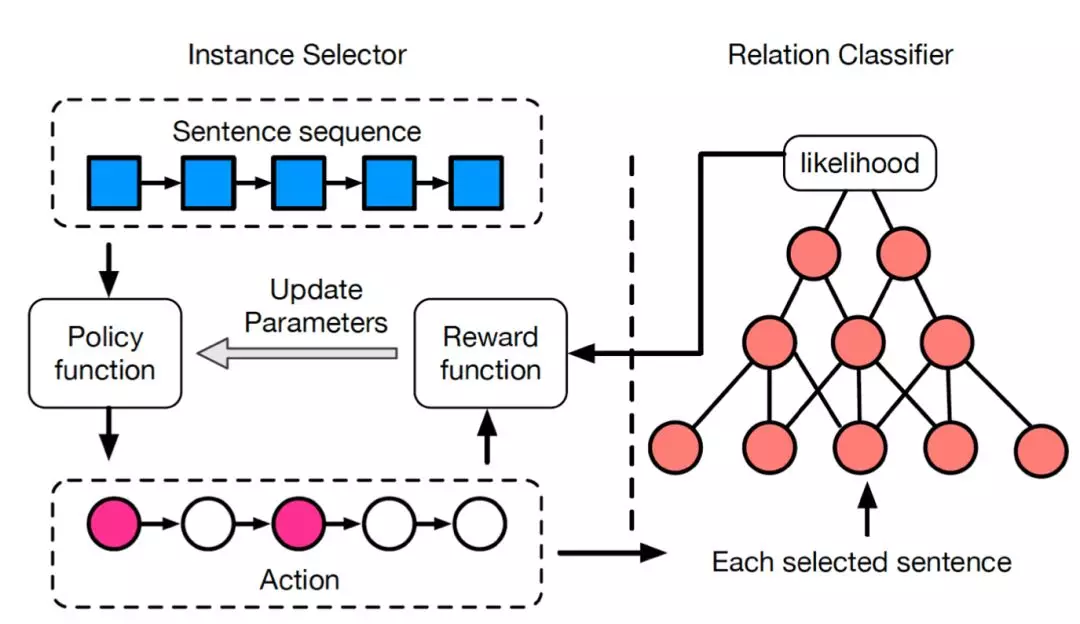 Instance Selector
Relation Classifier
Sentence sequence
likelihood
Update
Parameters
Policy
function
Reward
function
Action
Each selected sentence